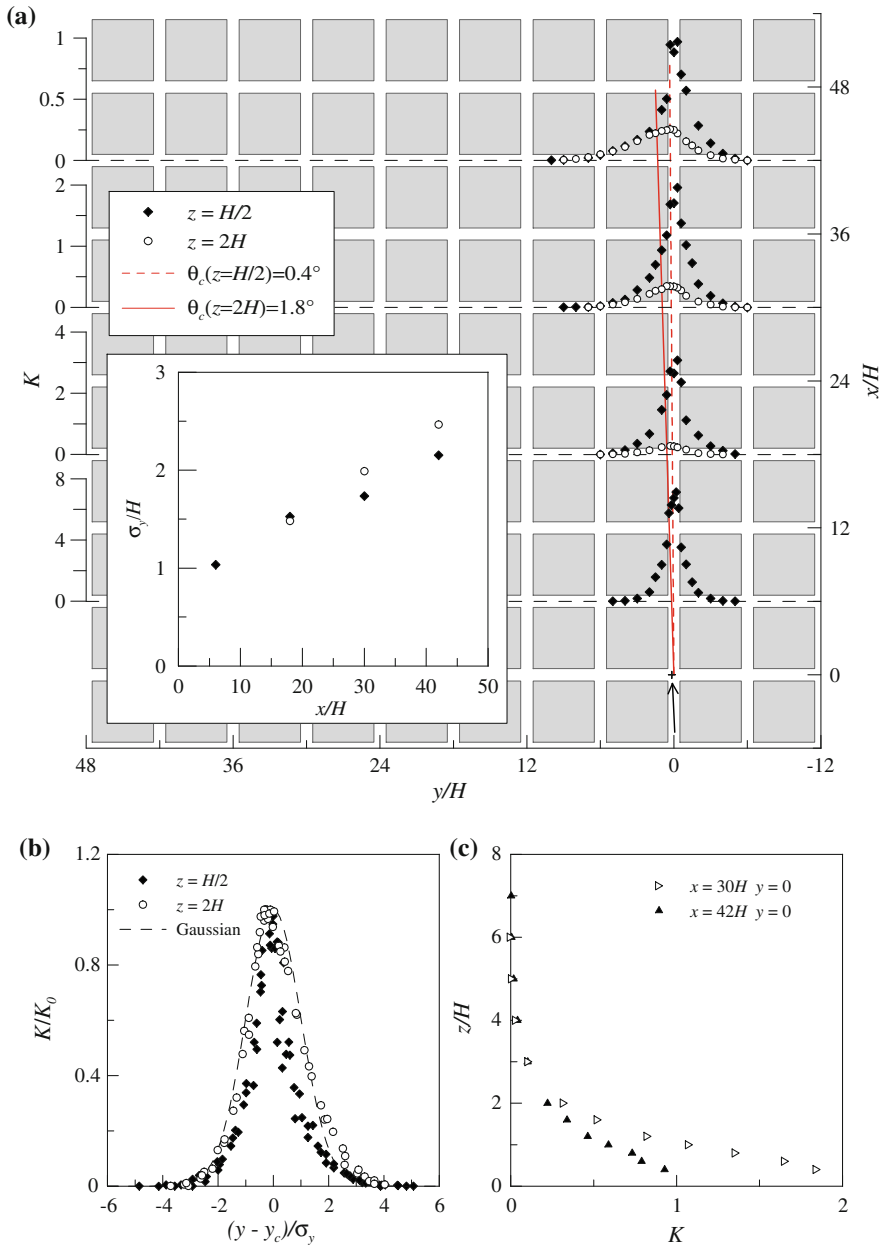 (a)
1
0.5
0
2
1
0
4
2
0
8
6
4
2
0
K
48
36
24
12
0
x/H
z = H/2
z = 2H
θc(z=H/2)=0.4°
θc(z=2H)=1.8°
3
2
1
0
σy/H
0 10 20 30 40 50
x/H
48 36 24 12 0 -12
y/H
(b)
1.2
0.8
0.4
0
K/K0
z = H/2
z = 2H
Gaussian
-6 -4 -2 0 2 4 6
(y - yc)/σy
(c)
8
6
4
2
0
z/H
x = 30H y = 0
x = 42H y = 0
0 1 2
K